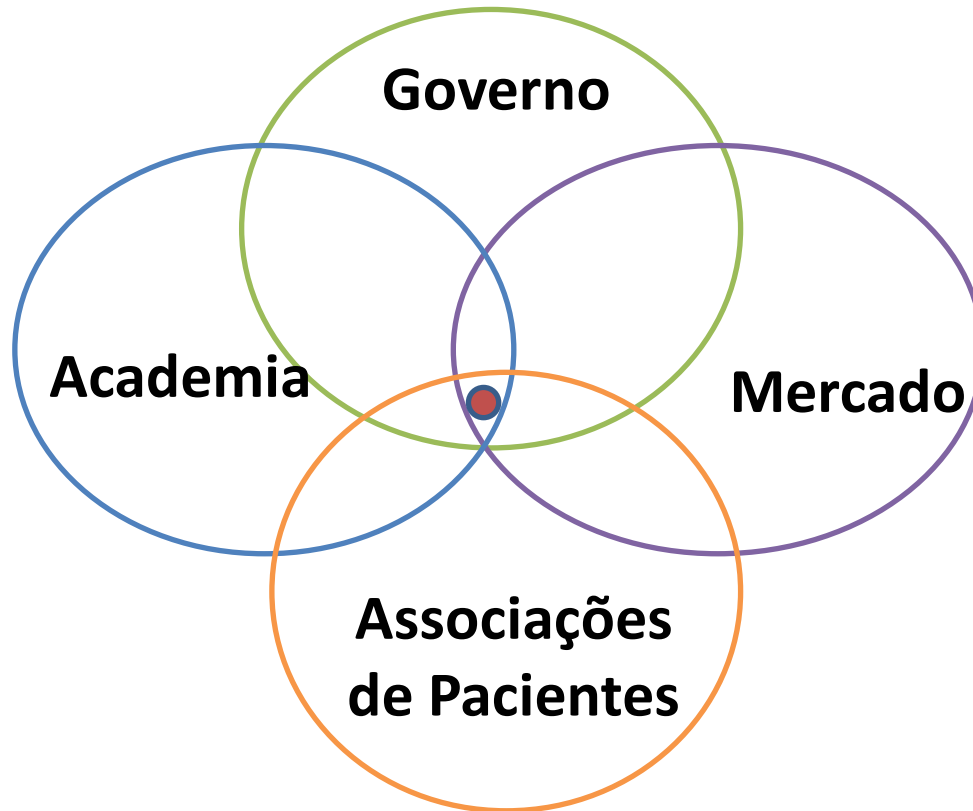 Governo
Academia
Mercado
Associações
de Pacientes